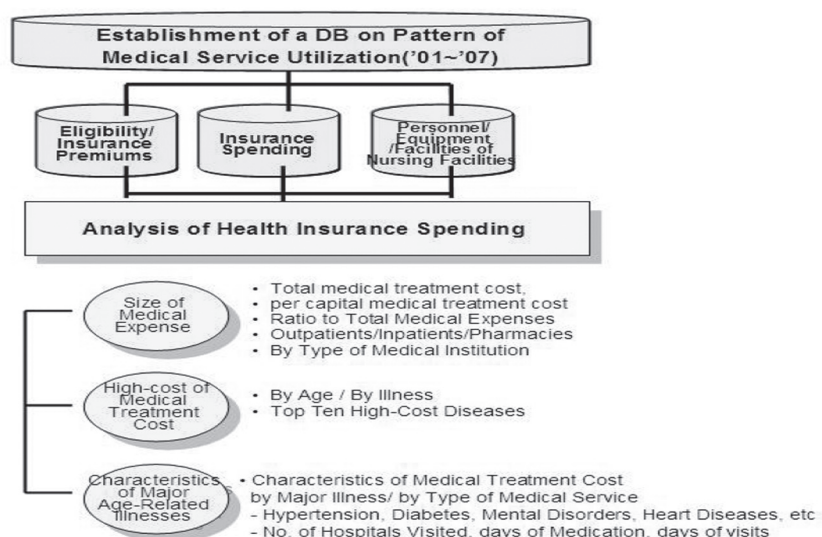 Establishment of a DB on Pattern of
Medical Service Utilization('01~'07)
Eligibility/
Insurance
Premiums
Insurance
Spending
Personnel/
Equipment
/Facilities of
Nursing Facilities
Analysis of Health Insurance Spending
Size of
Medical
Expense
• Total medical treatment cost,
• per capital medical treatment cost
• Ratio to Total Medical Expenses
• Outpatients/Inpatients/Pharmacies
• By Type of Medical Institution
High-cost of
Medical
Treatment
Cost
• By Age / By Illness
• Top Ten High-Cost Diseases
Characteristics
of Major
Age-Related
Illnesses
• Characteristics of Medical Treatment Cost
by Major Illness/ by Type of Medical Service
- Hypertension, Diabetes, Mental Disorders, Heart Diseases, etc
- No. of Hospitals Visited, days of Medication, days of visits